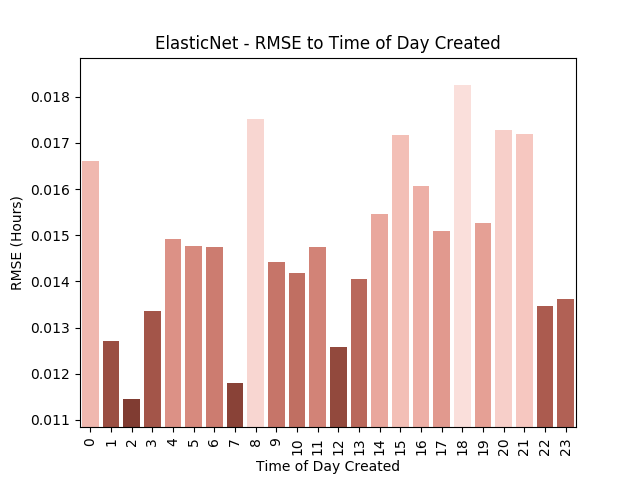 ElasticNet - RMSE to Time of Day Created
RMSE (Hours)
0.018
0.017
0.016
0.015
0.014
0.013
0.012
0.011
0 1 2 3 4 5 6 7 8 9 10 11 12 13 14 15 16 17 18 19 20 21 22 23
Time of Day Created